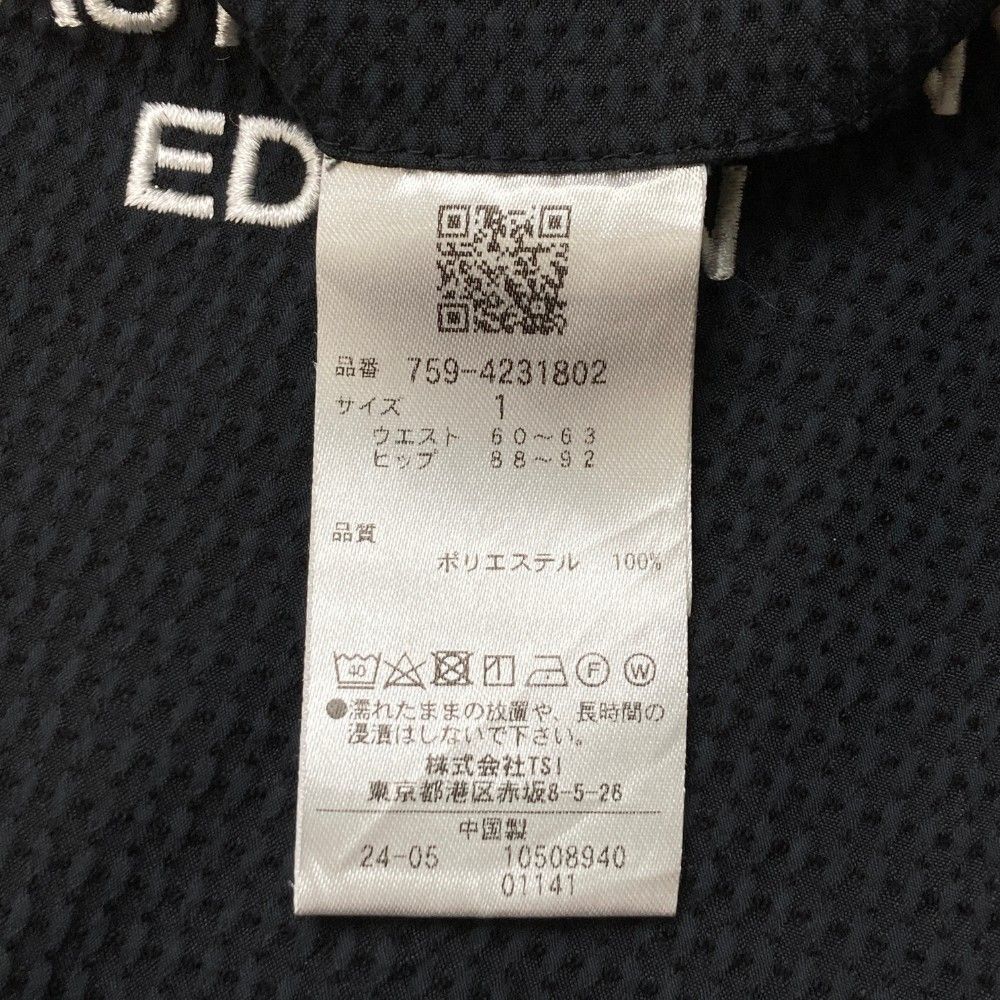 ED
品番 759-4231802
サイズ 1
ウエスト 60～63
ヒップ 88～92
品質
ポリエステル 100%
40 F W
●濡れたままの放置や、長時間の
浸漬はしないで下さい。
株式会社TSI
東京都港区赤坂8-5-26
中国製
24-05 10508940
01141